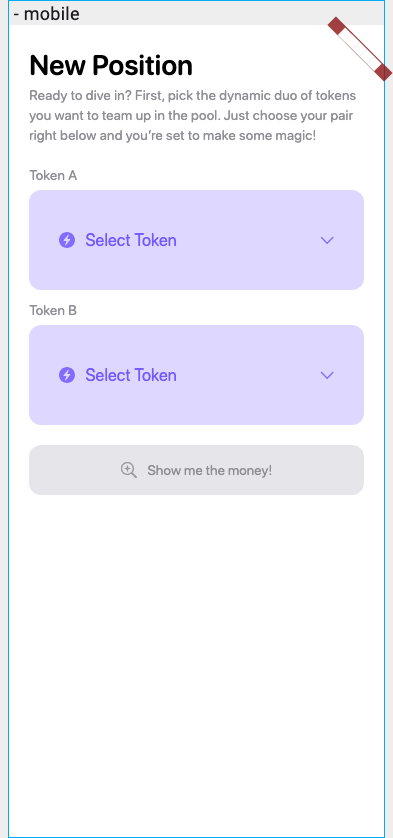 - mobile
New Position
Ready to dive in? First, pick the dynamic duo of tokens
you want to team up in the pool. Just choose your pair
right below and you’re set to make some magic!
Token A
Select Token
Token B
Select Token
Show me the money!